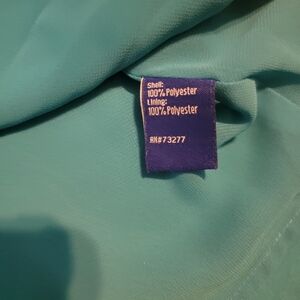 Shell:
100% Polyester
Lining:
100% Polyester
RN#73277